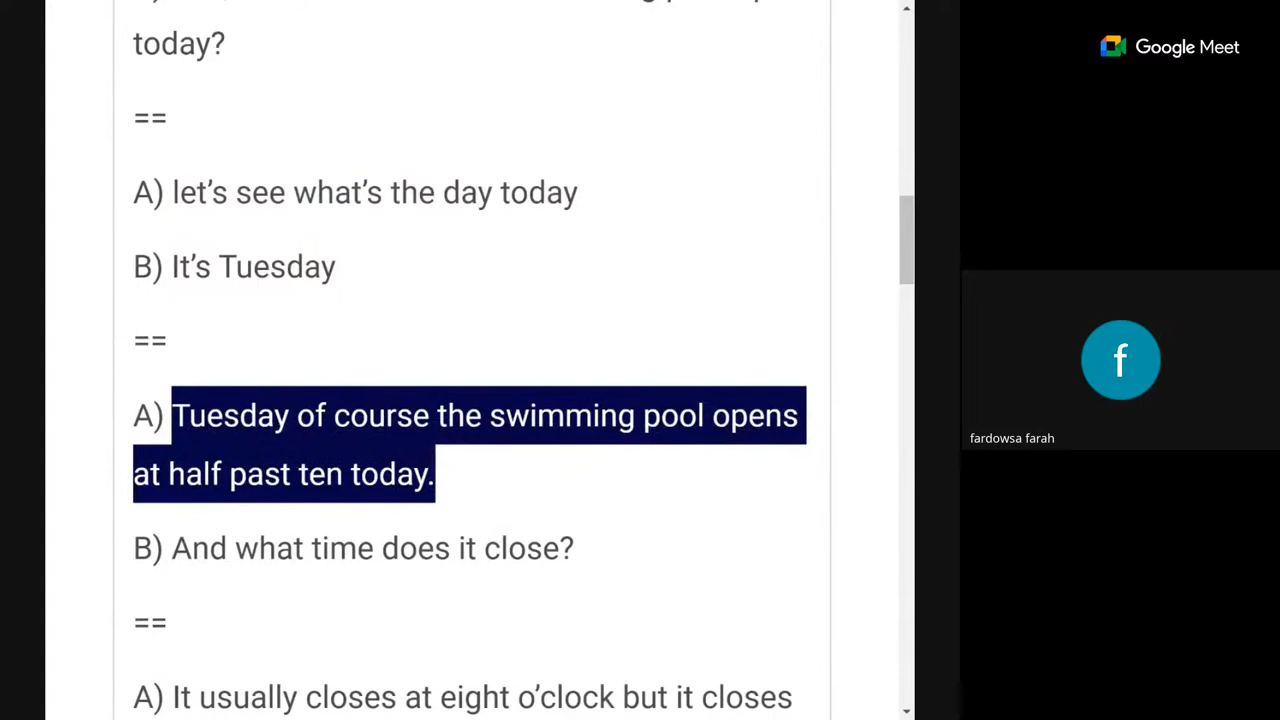 today?
==
A) let’s see what’s the day today
B) It’s Tuesday
==
A) Tuesday of course the swimming pool opens
at half past ten today.
B) And what time does it close?
==
A) It usually closes at eight o’clock but it closes
Google Meet
f
fardowsa farah